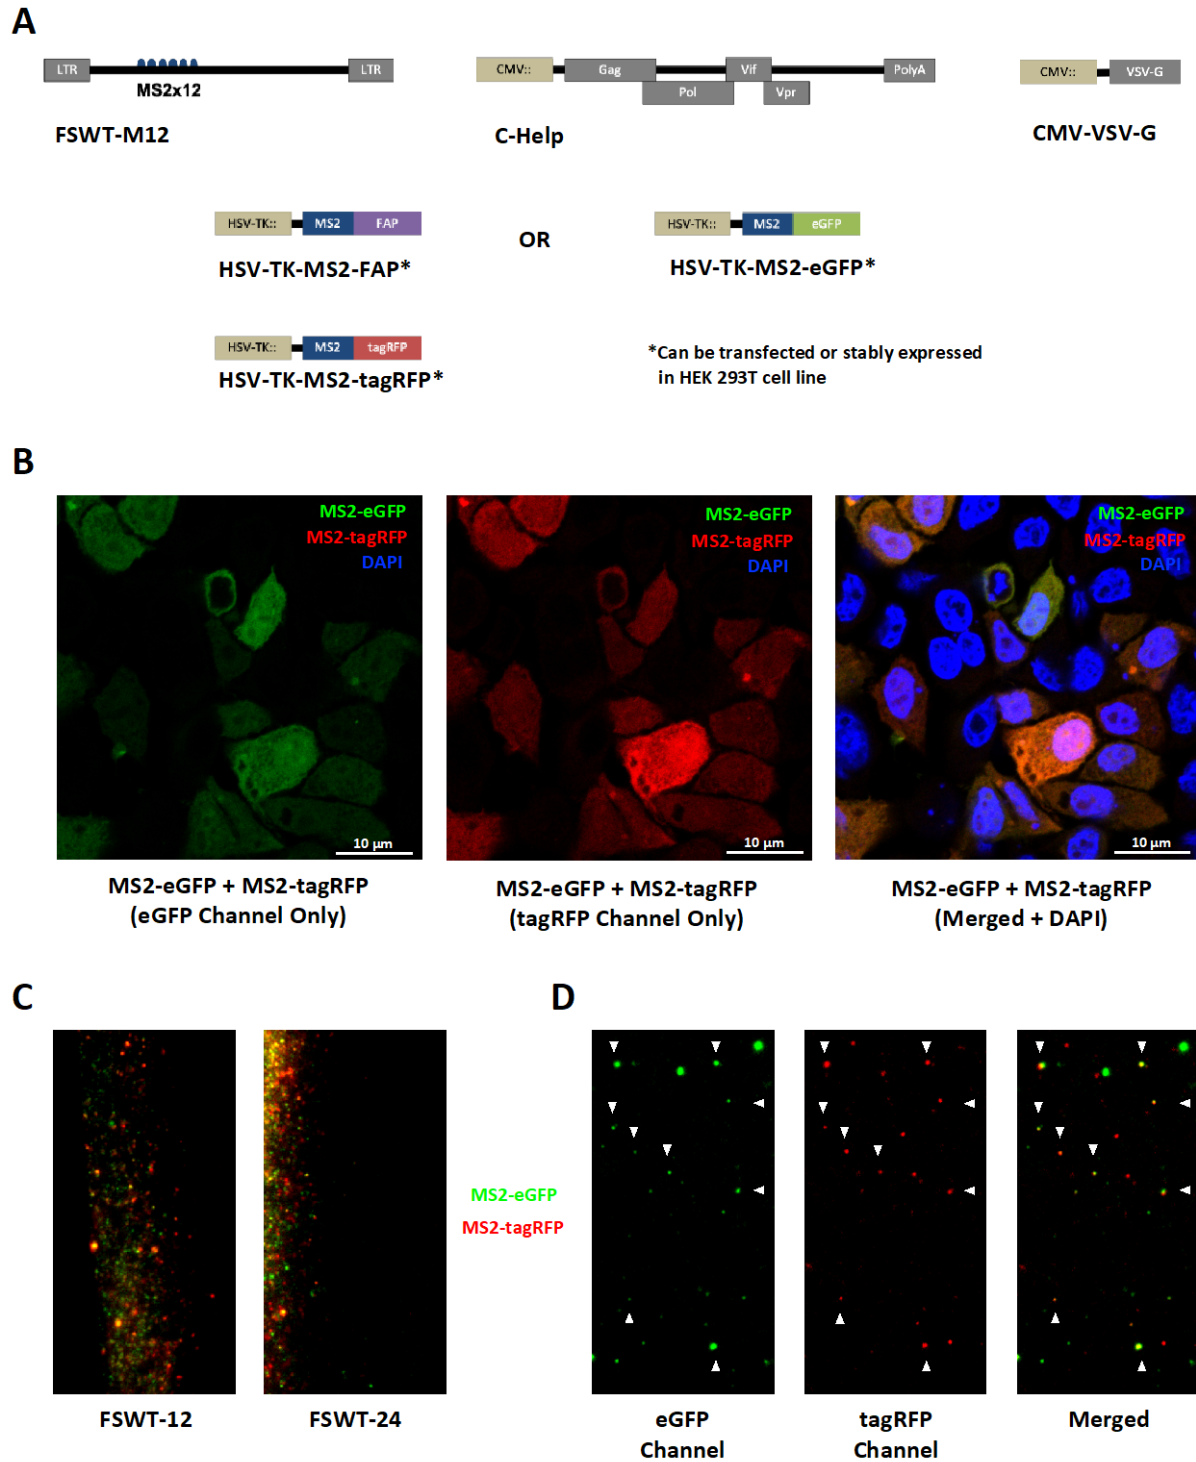 A
LTR
LTR
MS2x12
FSWT-M12
CMV::
Gag
Pol
Vif
Vpr
PolyA
C-Help
CMV::
VSV-G
CMV-VSV-G
HSV-TK::
MS2
FAP
HSV-TK-MS2-FAP*
OR
HSV-TK::
MS2
eGFP
HSV-TK-MS2-eGFP*
HSV-TK::
MS2
tagRFP
HSV-TK-MS2-tagRFP*
*Can be transfected or stably expressed
in HEK 293T cell line
B
MS2-eGFP
MS2-tagRFP
DAPI
10 µm
MS2-eGFP + MS2-tagRFP
(eGFP Channel Only)
MS2-eGFP
MS2-tagRFP
DAPI
10 µm
MS2-eGFP + MS2-tagRFP
(tagRFP Channel Only)
MS2-eGFP
MS2-tagRFP
DAPI
10 µm
MS2-eGFP + MS2-tagRFP
(Merged + DAPI)
C
FSWT-12
FSWT-24
MS2-eGFP
MS2-tagRFP
D
eGFP
Channel
tagRFP
Channel
Merged